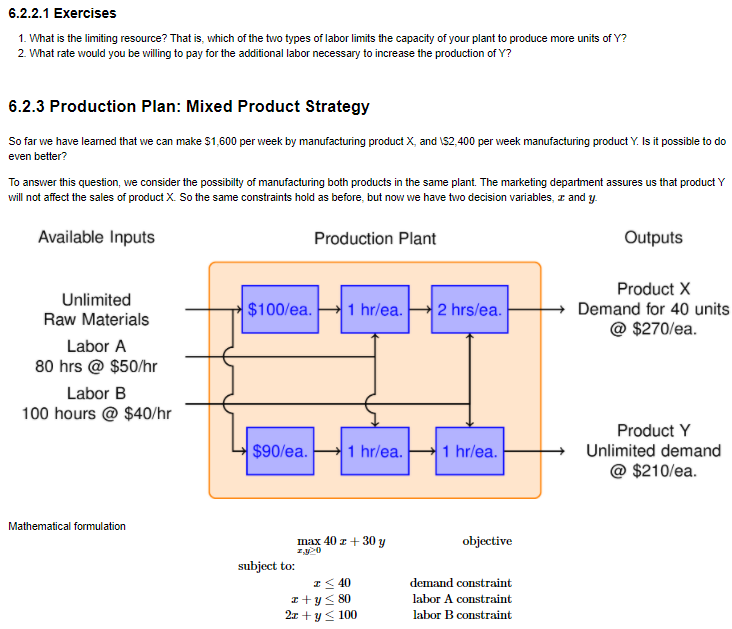 6.2.2.1 Exercises
1. What is the limiting resource? That is, which of the two types of labor limits the capacity of your plant to produce more units of Y?
2. What rate would you be willing to pay for the additional labor necessary to increase the production of Y?
6.2.3 Production Plan: Mixed Product Strategy
So far we have learned that we can make $1,600 per week by manufacturing product X, and \$2,400 per week manufacturing product Y. Is it possible to do
even better?
To answer this question, we consider the possibilty of manufacturing both products in the same plant. The marketing department assures us that product Y
will not affect the sales of product X. So the same constraints hold as before, but now we have two decision variables, x and y.
Available Inputs
Production Plant
Outputs
Unlimited
Raw Materials
Labor A
80 hrs @ $50/hr
Labor B
100 hours @ $40/hr
$100/ea.
1 hr/ea.
2 hrs/ea.
Product X
Demand for 40 units
@ $270/ea.
$90/ea.
1 hr/ea.
1 hr/ea.
Product Y
Unlimited demand
@ $210/ea.
Mathematical formulation
max 40 x + 30 y objective
x,y≥0
subject to:
x ≤ 40 demand constraint
x + y ≤ 80 labor A constraint
2x + y ≤ 100 labor B constraint